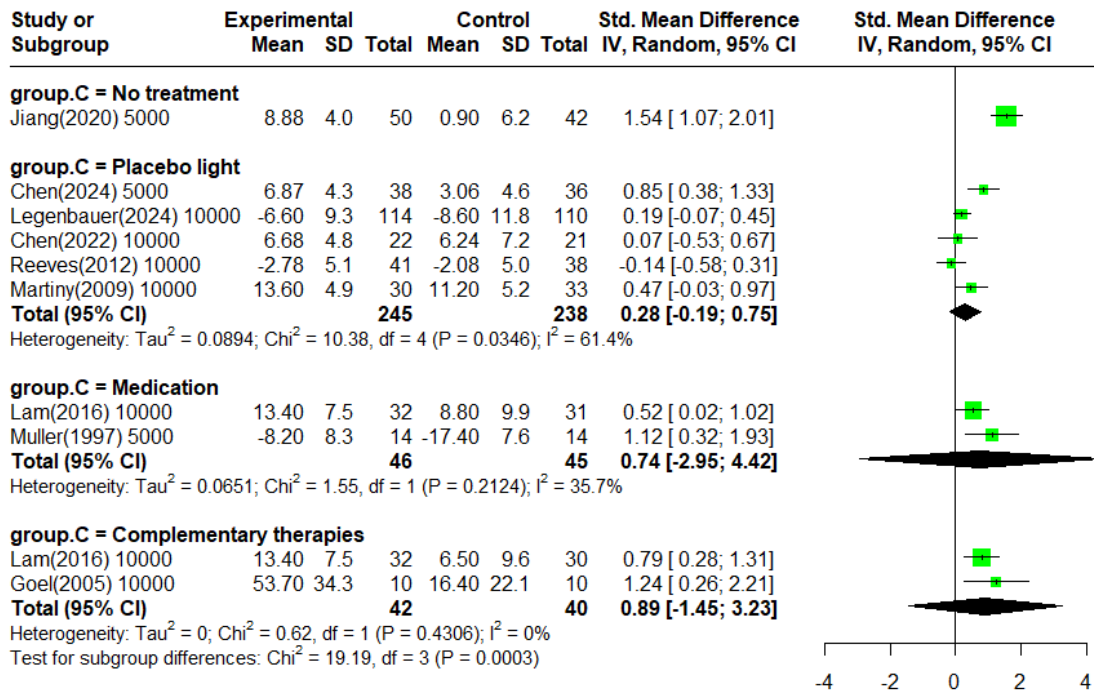 Study or Experimental Control Std. Mean Difference Std. Mean Difference
Subgroup Mean SD Total Mean SD Total IV, Random, 95% CI IV, Random, 95% CI
group.C = No treatment
Jiang(2020) 5000 8.88 4.0 50 0.90 6.2 42 1.54 [ 1.07; 2.01]
group.C = Placebo light
Chen(2024) 5000 6.87 4.3 38 3.06 4.6 36 0.85 [ 0.38; 1.33]
Legenbauer(2024) 10000 -6.60 9.3 114 -8.60 11.8 110 0.19 [-0.07; 0.45]
Chen(2022) 10000 6.68 4.8 22 6.24 7.2 21 0.07 [-0.53; 0.67]
Reeves(2012) 10000 -2.78 5.1 41 -2.08 5.0 38 -0.14 [-0.58; 0.31]
Martiny(2009) 10000 13.60 4.9 30 11.20 5.2 33 0.47 [-0.03; 0.97]
Total (95% CI) 245 238 0.28 [-0.19; 0.75]
Heterogeneity: Tau² = 0.0894; Chi² = 10.38, df = 4 (P = 0.0346); I² = 61.4%
group.C = Medication
Lam(2016) 10000 13.40 7.5 32 8.80 9.9 31 0.52 [ 0.02; 1.02]
Muller(1997) 5000 -8.20 8.3 14 -17.40 7.6 14 1.12 [ 0.32; 1.93]
Total (95% CI) 46 45 0.74 [-2.95; 4.42]
Heterogeneity: Tau² = 0.0651; Chi² = 1.55, df = 1 (P = 0.2124); I² = 35.7%
group.C = Complementary therapies
Lam(2016) 10000 13.40 7.5 32 6.50 9.6 30 0.79 [ 0.28; 1.31]
Goel(2005) 10000 53.70 34.3 10 16.40 22.1 10 1.24 [ 0.26; 2.21]
Total (95% CI) 42 40 0.89 [-1.45; 3.23]
Heterogeneity: Tau² = 0; Chi² = 0.62, df = 1 (P = 0.4306); I² = 0%
Test for subgroup differences: Chi² = 19.19, df = 3 (P = 0.0003)
-4 -2 0 2 4